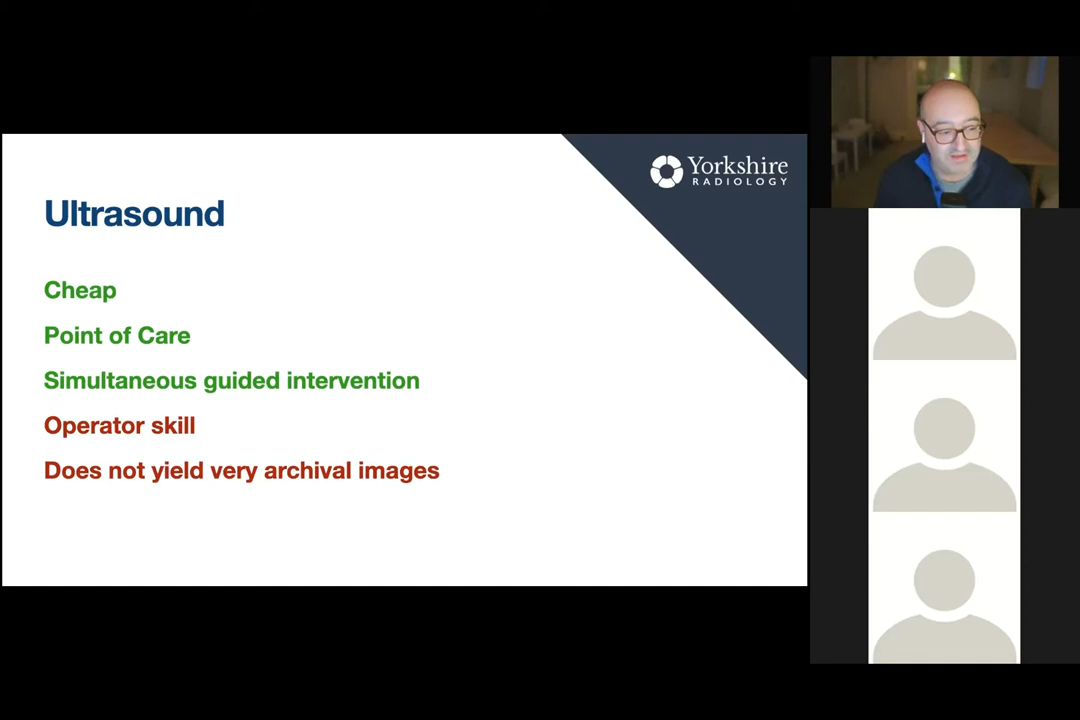 Yorkshire
RADIOLOGY
Ultrasound
Cheap
Point of Care
Simultaneous guided intervention
Operator skill
Does not yield very archival images